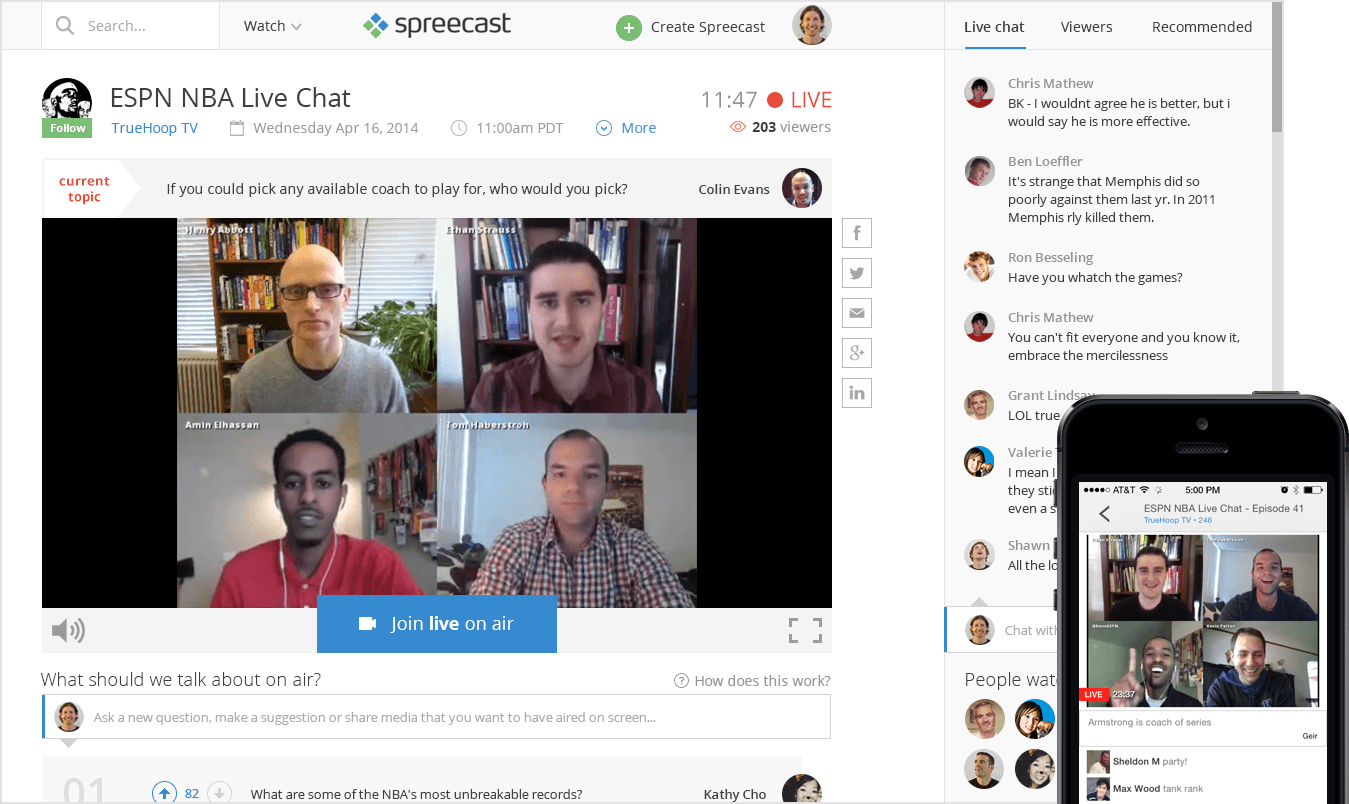 Search...
Watch
spreecast
Create Spreecast
Live chat
Viewers
Recommended
ESPN NBA Live Chat
Follow
TrueHoop TV
Wednesday Apr 16, 2014
11:00am PDT
More
11:47 LIVE
203 viewers
current
topic
If you could pick any available coach to play for, who would you pick?
Colin Evans
Henry Abbott
Ethan Strauss
Amin Elhassan
Tom Haberstroh
Join live on air
What should we talk about on air?
How does this work?
Ask a new question, make a suggestion or share media that you want to have aired on screen...
01
82
What are some of the NBA's most unbreakable records?
Kathy Cho
Chris Mathew
BK - I wouldnt agree he is better, but i
would say he is more effective.
Ben Loeffler
It's strange that Memphis did so
poorly against them last yr. In 2011
Memphis rly killed them.
Ron Besseling
Have you whatch the games?
Chris Mathew
You can't fit everyone and you know it,
embrace the mercilessness
Grant Lindsay
LOL true
Valerie
I mean I
they stic
even a s
Shawn
All the lo
Chat with
People wat
AT&T
5:00 PM
ESPN NBA Live Chat - Episode 41
TrueHoop TV • 246
Ethan Strauss
Tom Haberstroh
@AminESPN
LIVE 23:37
Armstrong is coach of series
Geir
Sheldon M party!
Max Wood tank rank